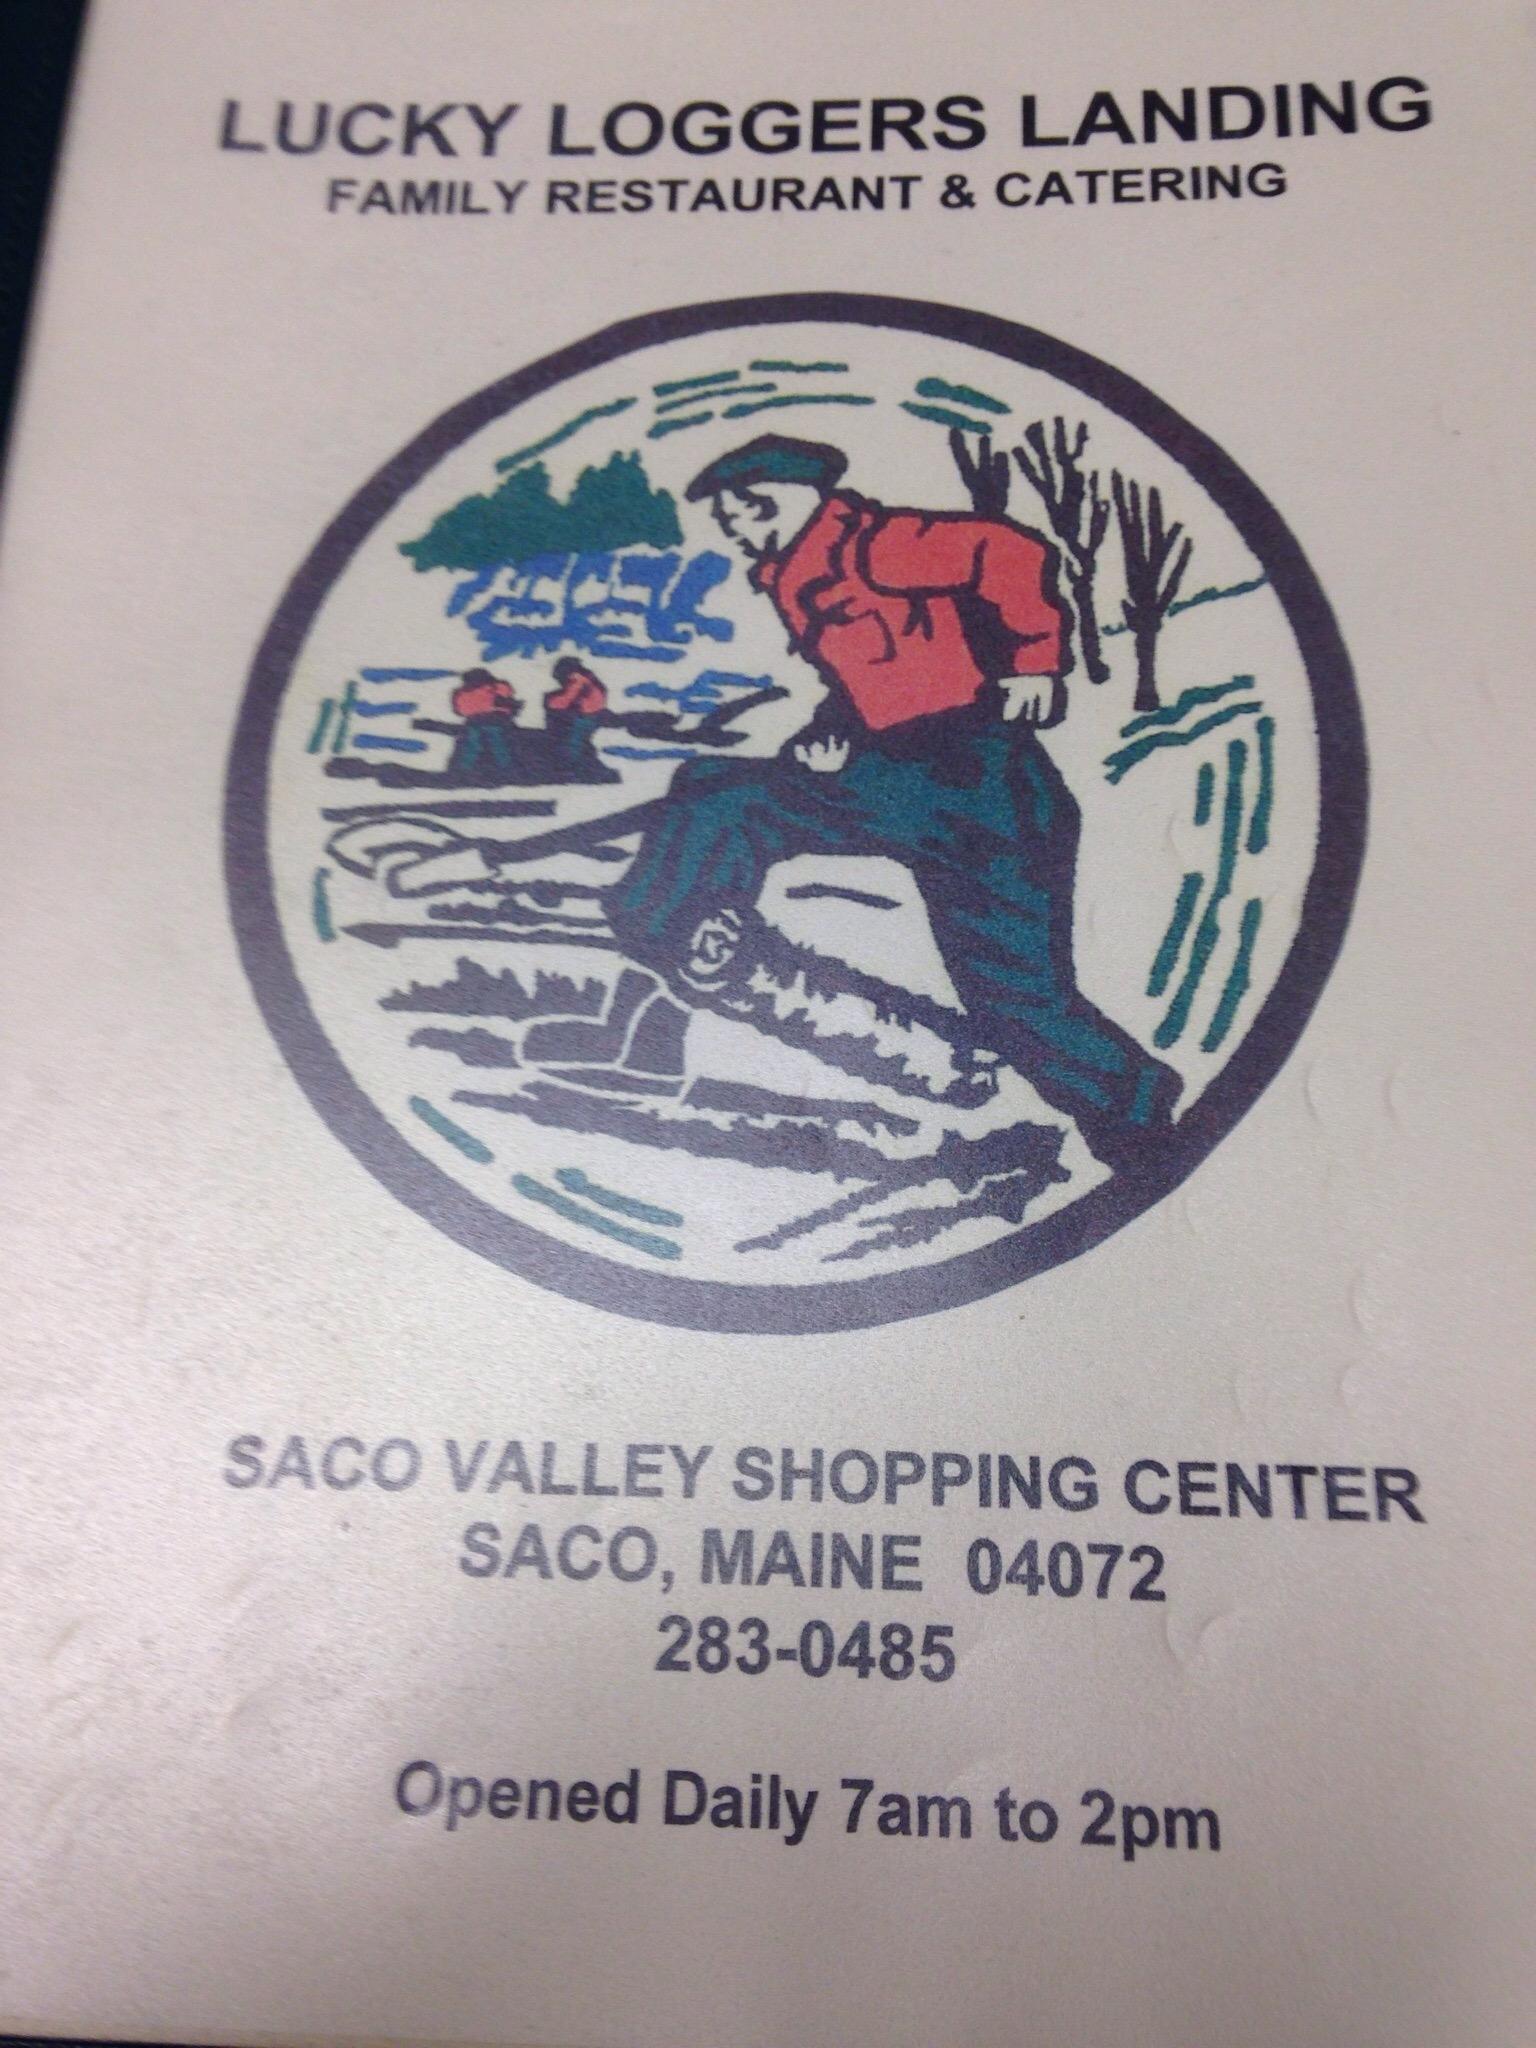 LUCKY LOGGERS LANDING
FAMILY RESTAURANT & CATERING
SACO VALLEY SHOPPING CENTER
SACO, MAINE 04072
283-0485
Opened Daily 7am to 2pm